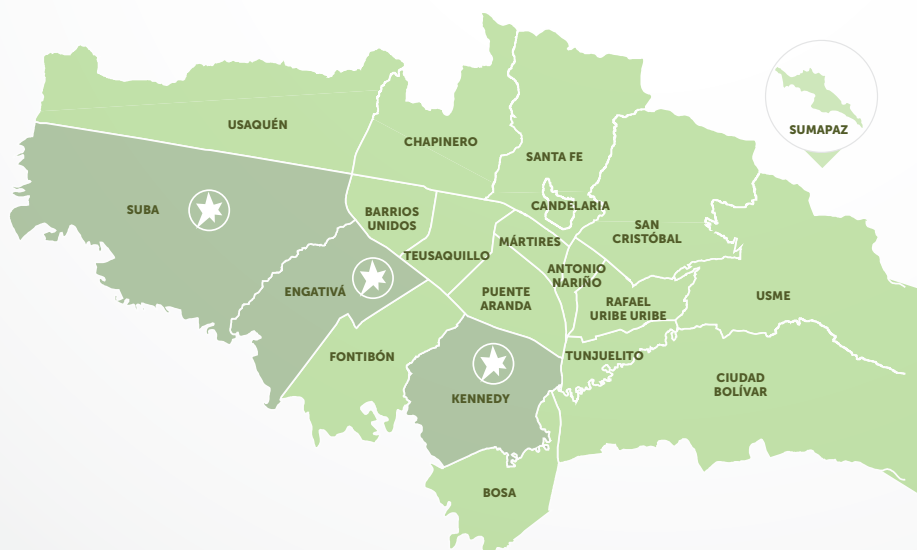 SUMAPAZ
USAQUÉN
CHAPINERO
SANTA FE
SUBA
CANDELARIA
BARRIOS
UNIDOS
SAN
CRISTÓBAL
MÁRTIRES
TEUSAQUILLO
ANTONIO
NARIÑO
ENGATIVÁ
PUENTE
ARANDA
RAFAEL
URIBE URIBE
USME
FONTIBÓN
TUNJUELITO
CIUDAD
BOLÍVAR
KENNEDY
BOSA